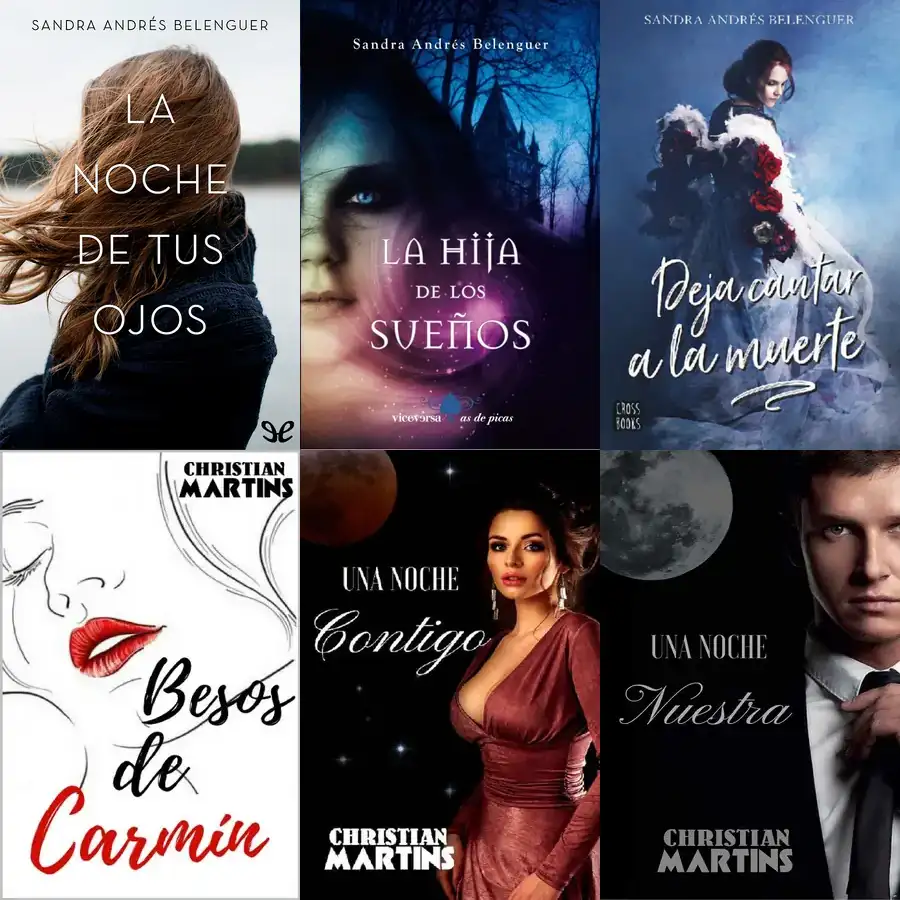 SANDRA ANDRÉS BELENGUER
LA
NOCHE
DE TUS
OJOS
Sandra Andrés Belenguer
LA HIJA
DE LOS
SUEÑOS
viceversa as de picas
SANDRA ANDRÉS BELENGUER
Deja cantar
a la muerte
CROSS
BOOKS
CHRISTIAN
MARTINS
Besos
de
Carmín
UNA NOCHE
Contigo
CHRISTIAN
MARTINS
UNA NOCHE
Nuestra
CHRISTIAN
MARTINS